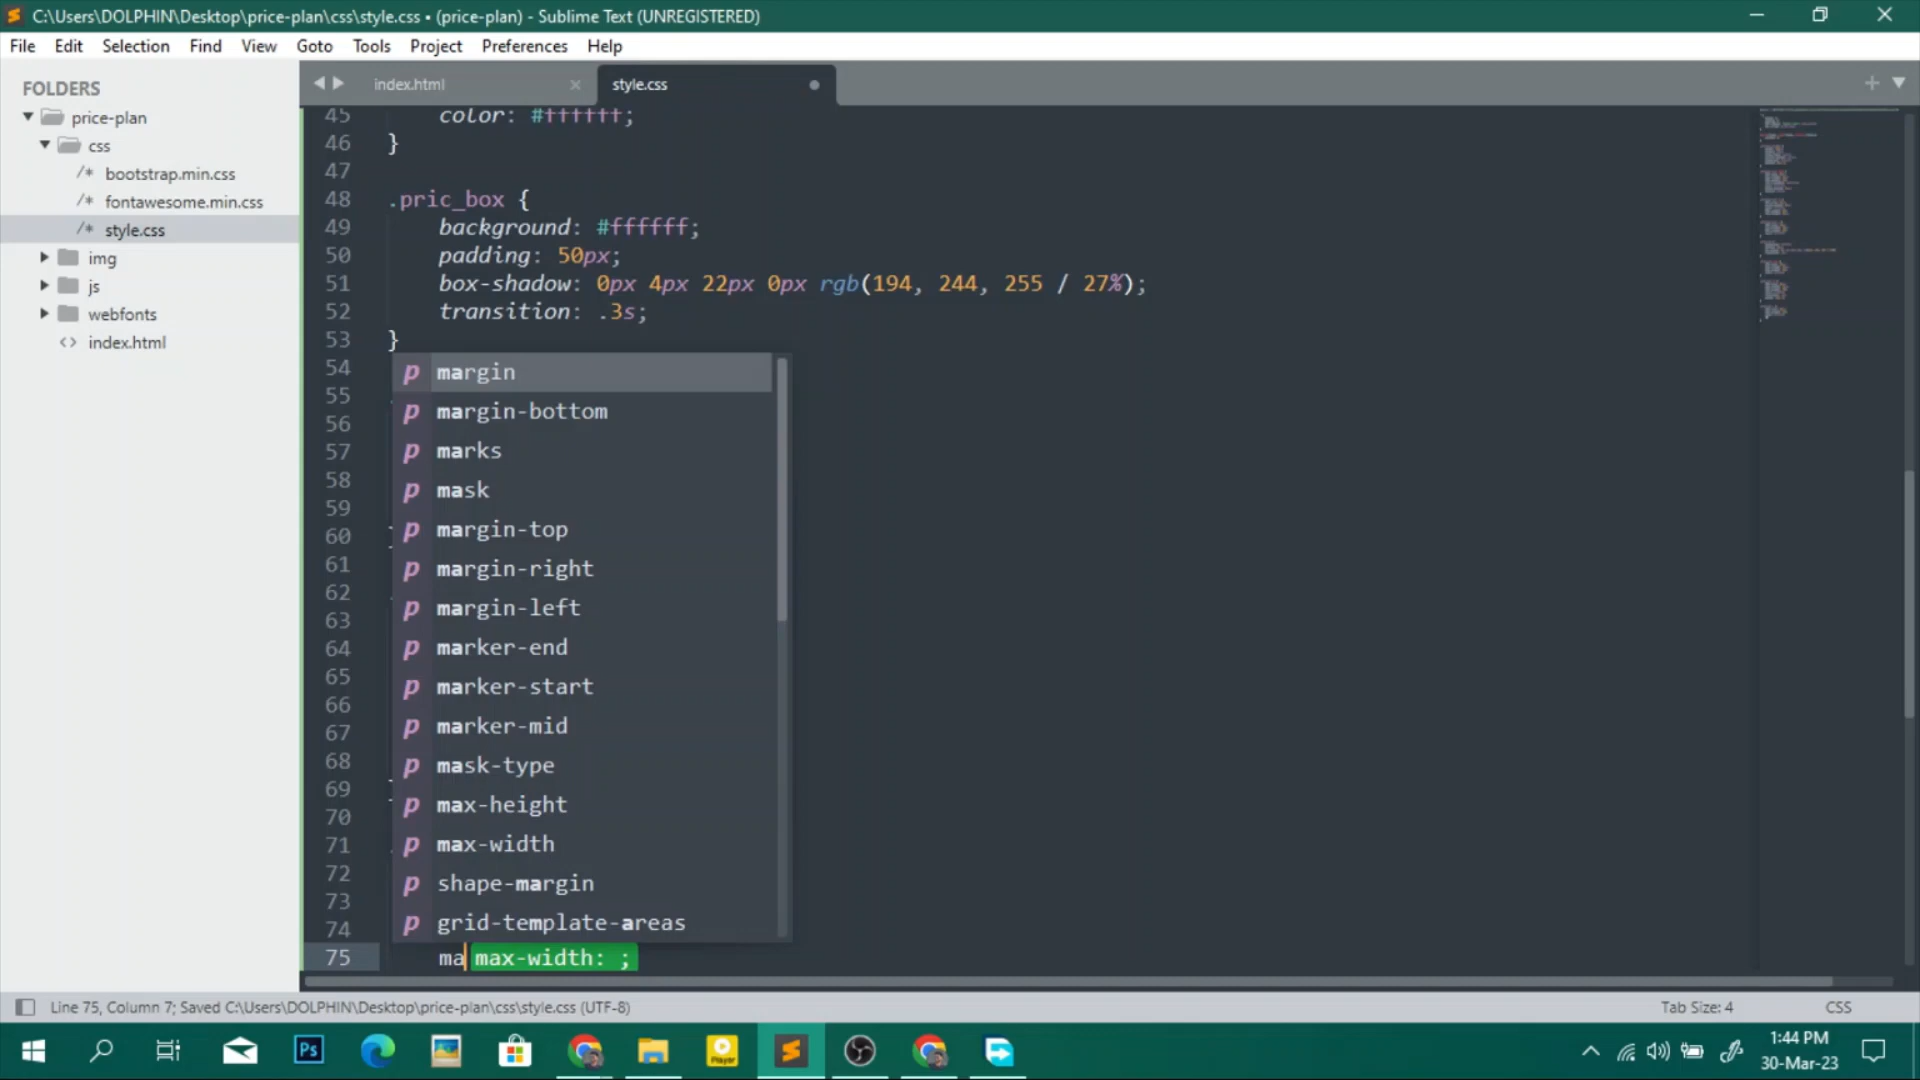 C:\Users\DOLPHIN\Desktop\price-plan\css\style.css • (price-plan) - Sublime Text (UNREGISTERED)
File Edit Selection Find View Goto Tools Project Preferences Help
FOLDERS
price-plan
css
/* bootstrap.min.css
/* fontawesome.min.css
/* style.css
img
js
webfonts
<> index.html
index.html
style.css
45 color: #ffffff;
46 }
47
48 .pric_box {
49 background: #ffffff;
50 padding: 50px;
51 box-shadow: 0px 4px 22px 0px rgb(194, 244, 255 / 27%);
52 transition: .3s;
53 }
54
55
56
57
58
59
60
61
62
63
64
65
66
67
68
69
70
71
72
73
74
p margin
p margin-bottom
p marks
p mask
p margin-top
p margin-right
p margin-left
p marker-end
p marker-start
p marker-mid
p mask-type
p max-height
p max-width
p shape-margin
p grid-template-areas
75 ma max-width: ;
Line 75, Column 7; Saved C:\Users\DOLPHIN\Desktop\price-plan\css\style.css (UTF-8)
Tab Size: 4
CSS
Ps
Player
1:44 PM
30-Mar-23